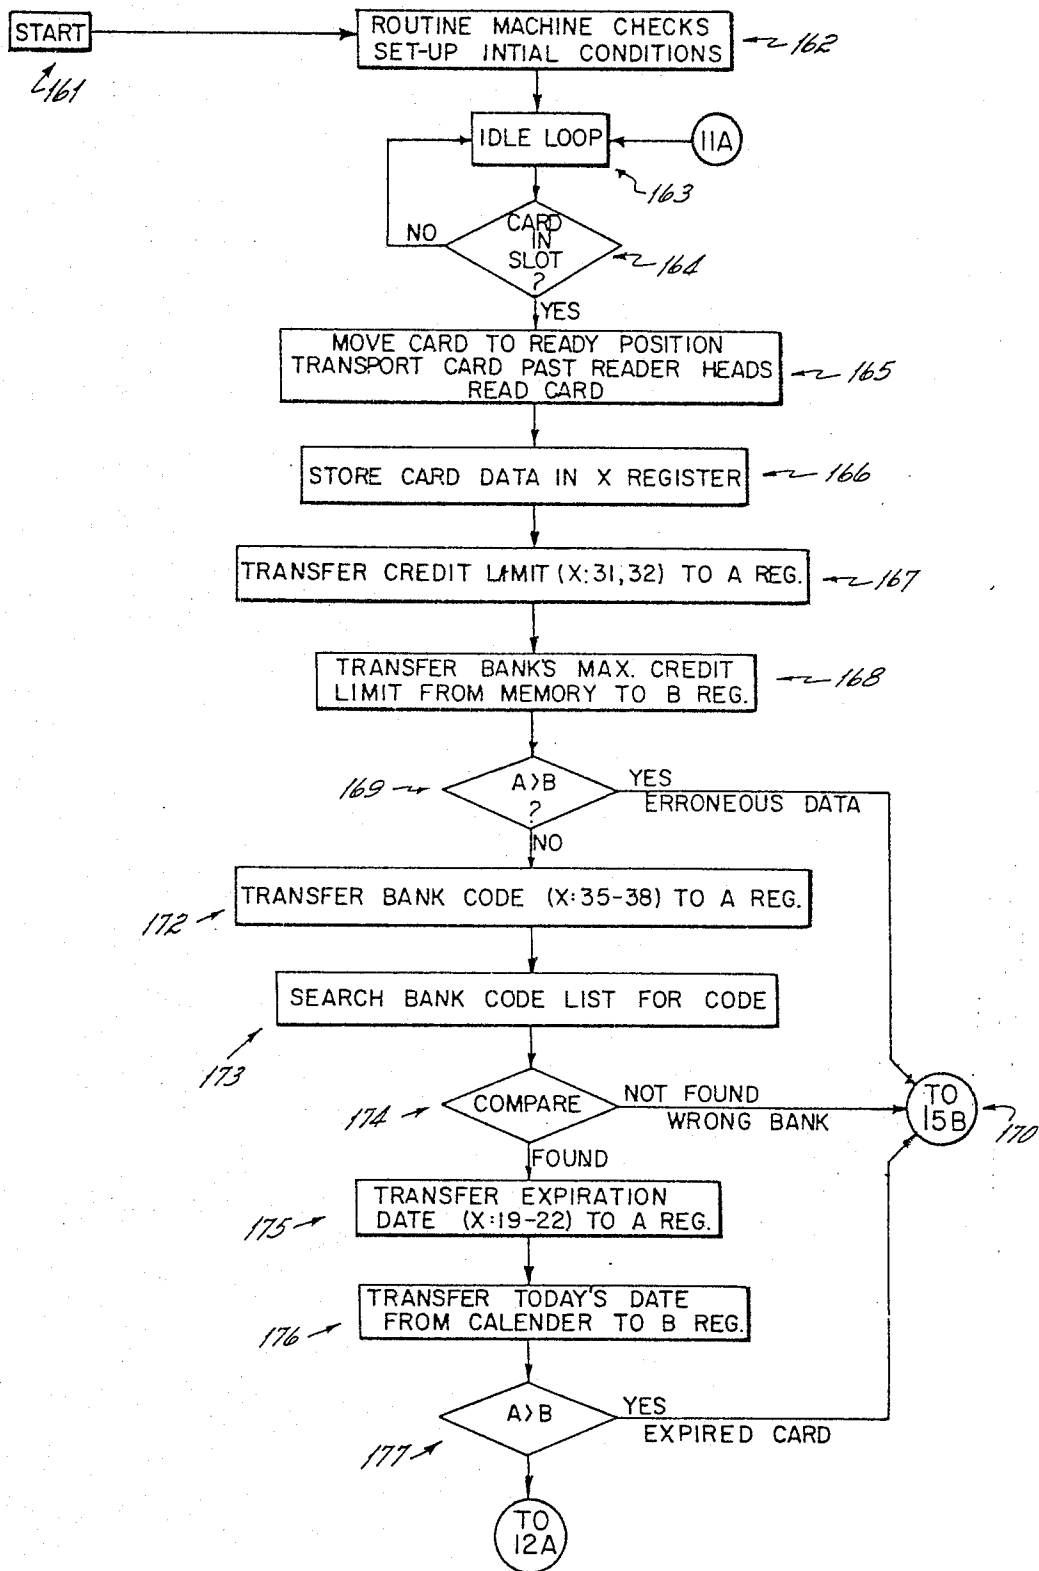 START
161
ROUTINE MACHINE CHECKS
SET-UP INTIAL CONDITIONS
162
IDLE LOOP
11A
163
CARD
IN
SLOT
?
NO
164
YES
MOVE CARD TO READY POSITION
TRANSPORT CARD PAST READER HEADS
READ CARD
165
STORE CARD DATA IN X REGISTER
166
TRANSFER CREDIT LIMIT (X:31,32) TO A REG.
167
TRANSFER BANK'S MAX. CREDIT
LIMIT FROM MEMORY TO B REG.
168
169
A>B
?
YES
ERRONEOUS DATA
NO
TRANSFER BANK CODE (X:35-38) TO A REG.
172
SEARCH BANK CODE LIST FOR CODE
173
174
COMPARE
NOT FOUND
WRONG BANK
TO
15B
170
FOUND
TRANSFER EXPIRATION
DATE (X:19-22) TO A REG.
175
TRANSFER TODAY'S DATE
FROM CALENDER TO B REG.
176
A>B
YES
EXPIRED CARD
177
TO
12A